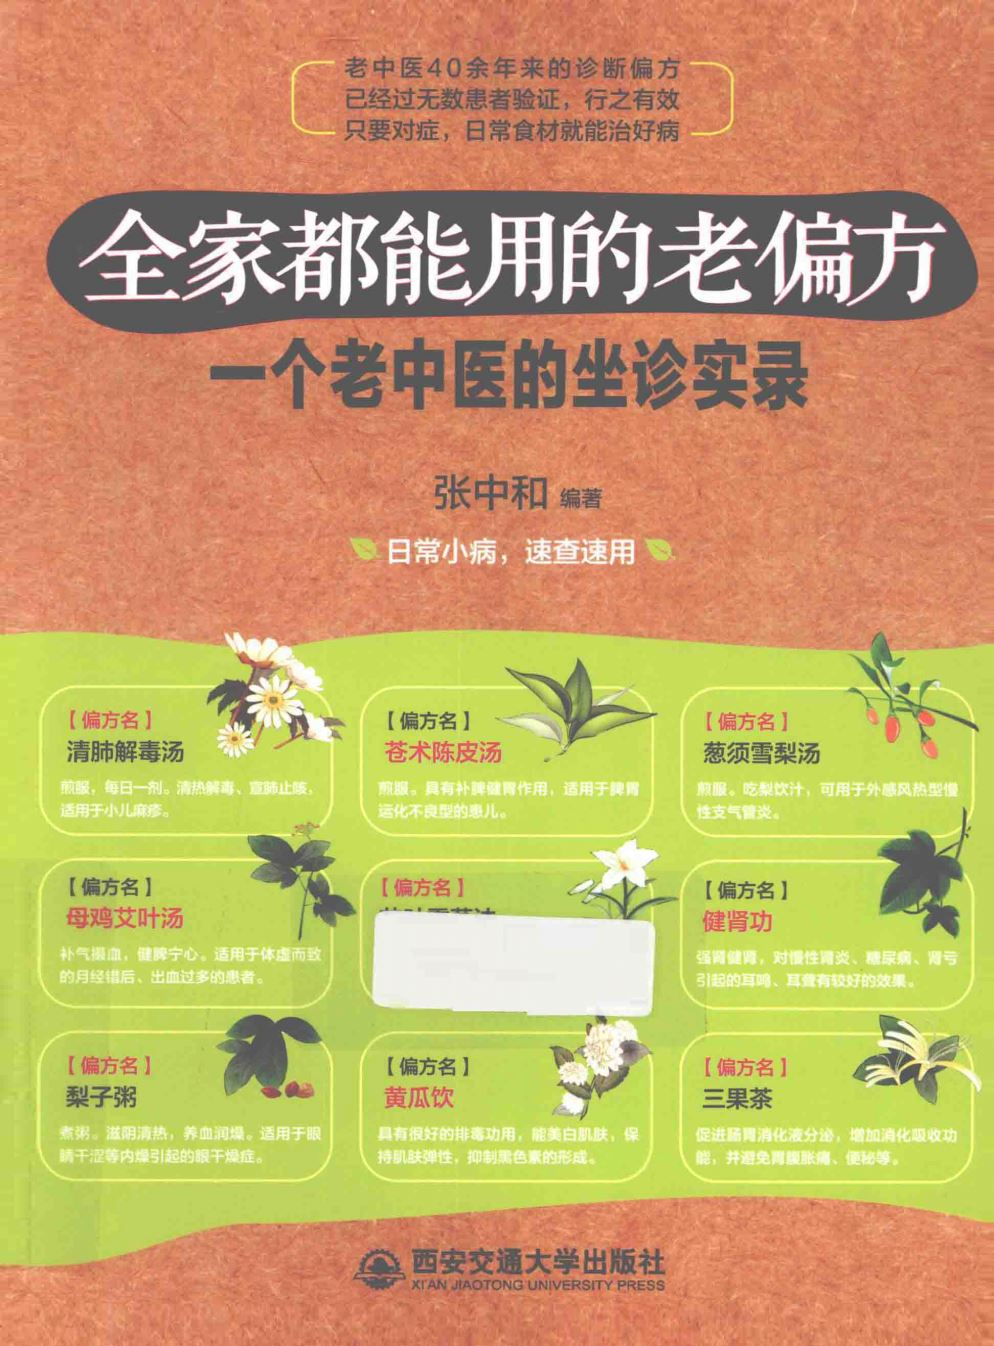 老中医40余年来的诊断偏方
已经过无数患者验证，行之有效
只要对症，日常食材就能治好病
全家都能用的老偏方
一个老中医的坐诊实录
张中和 编著
日常小病，速查速用
【偏方名】
清肺解毒汤
煎服，每日一剂。清热解毒、宣肺止咳，
适用于小儿麻疹。
【偏方名】
苍术陈皮汤
煎服。具有补脾健胃作用，适用于脾胃
运化不良型的患儿。
【偏方名】
葱须雪梨汤
煎服。吃梨饮汁，可用于外感风热型慢
性支气管炎。
【偏方名】
母鸡艾叶汤
补气摄血，健脾宁心。适用于体虚而致
的月经错后、出血过多的患者。
【偏方名】
【偏方名】
健肾功
强肾健肾，对慢性肾炎、糖尿病、肾亏
引起的耳鸣、耳聋有较好的效果。
【偏方名】
梨子粥
煮粥。滋阴清热，养血润燥。适用于眼
睛干涩等内燥引起的眼干燥症。
【偏方名】
黄瓜饮
具有很好的排毒功用，能美白肌肤，保
持肌肤弹性，抑制黑色素的形成。
【偏方名】
三果茶
促进肠胃消化液分泌，增加消化吸收功
能，并避免胃腹胀痛、便秘等。
西安交通大学出版社
XI'AN JIAOTONG UNIVERSITY PRESS